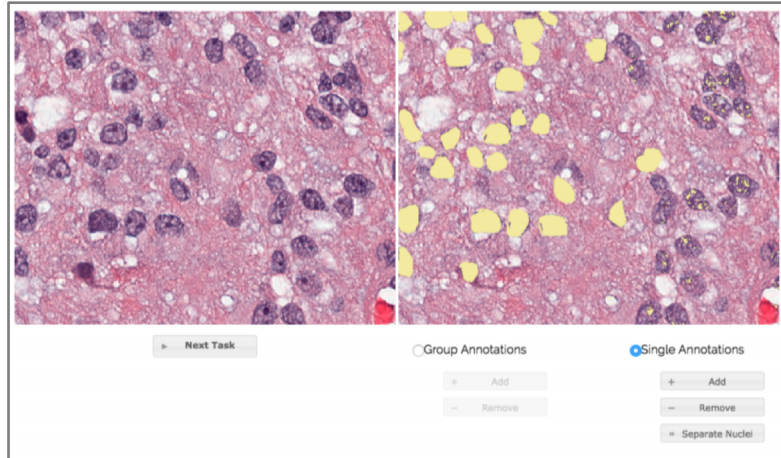 Next Task
Group Annotations
Single Annotations
+ Add
− Remove
+ Add
− Remove
Separate Nuclei